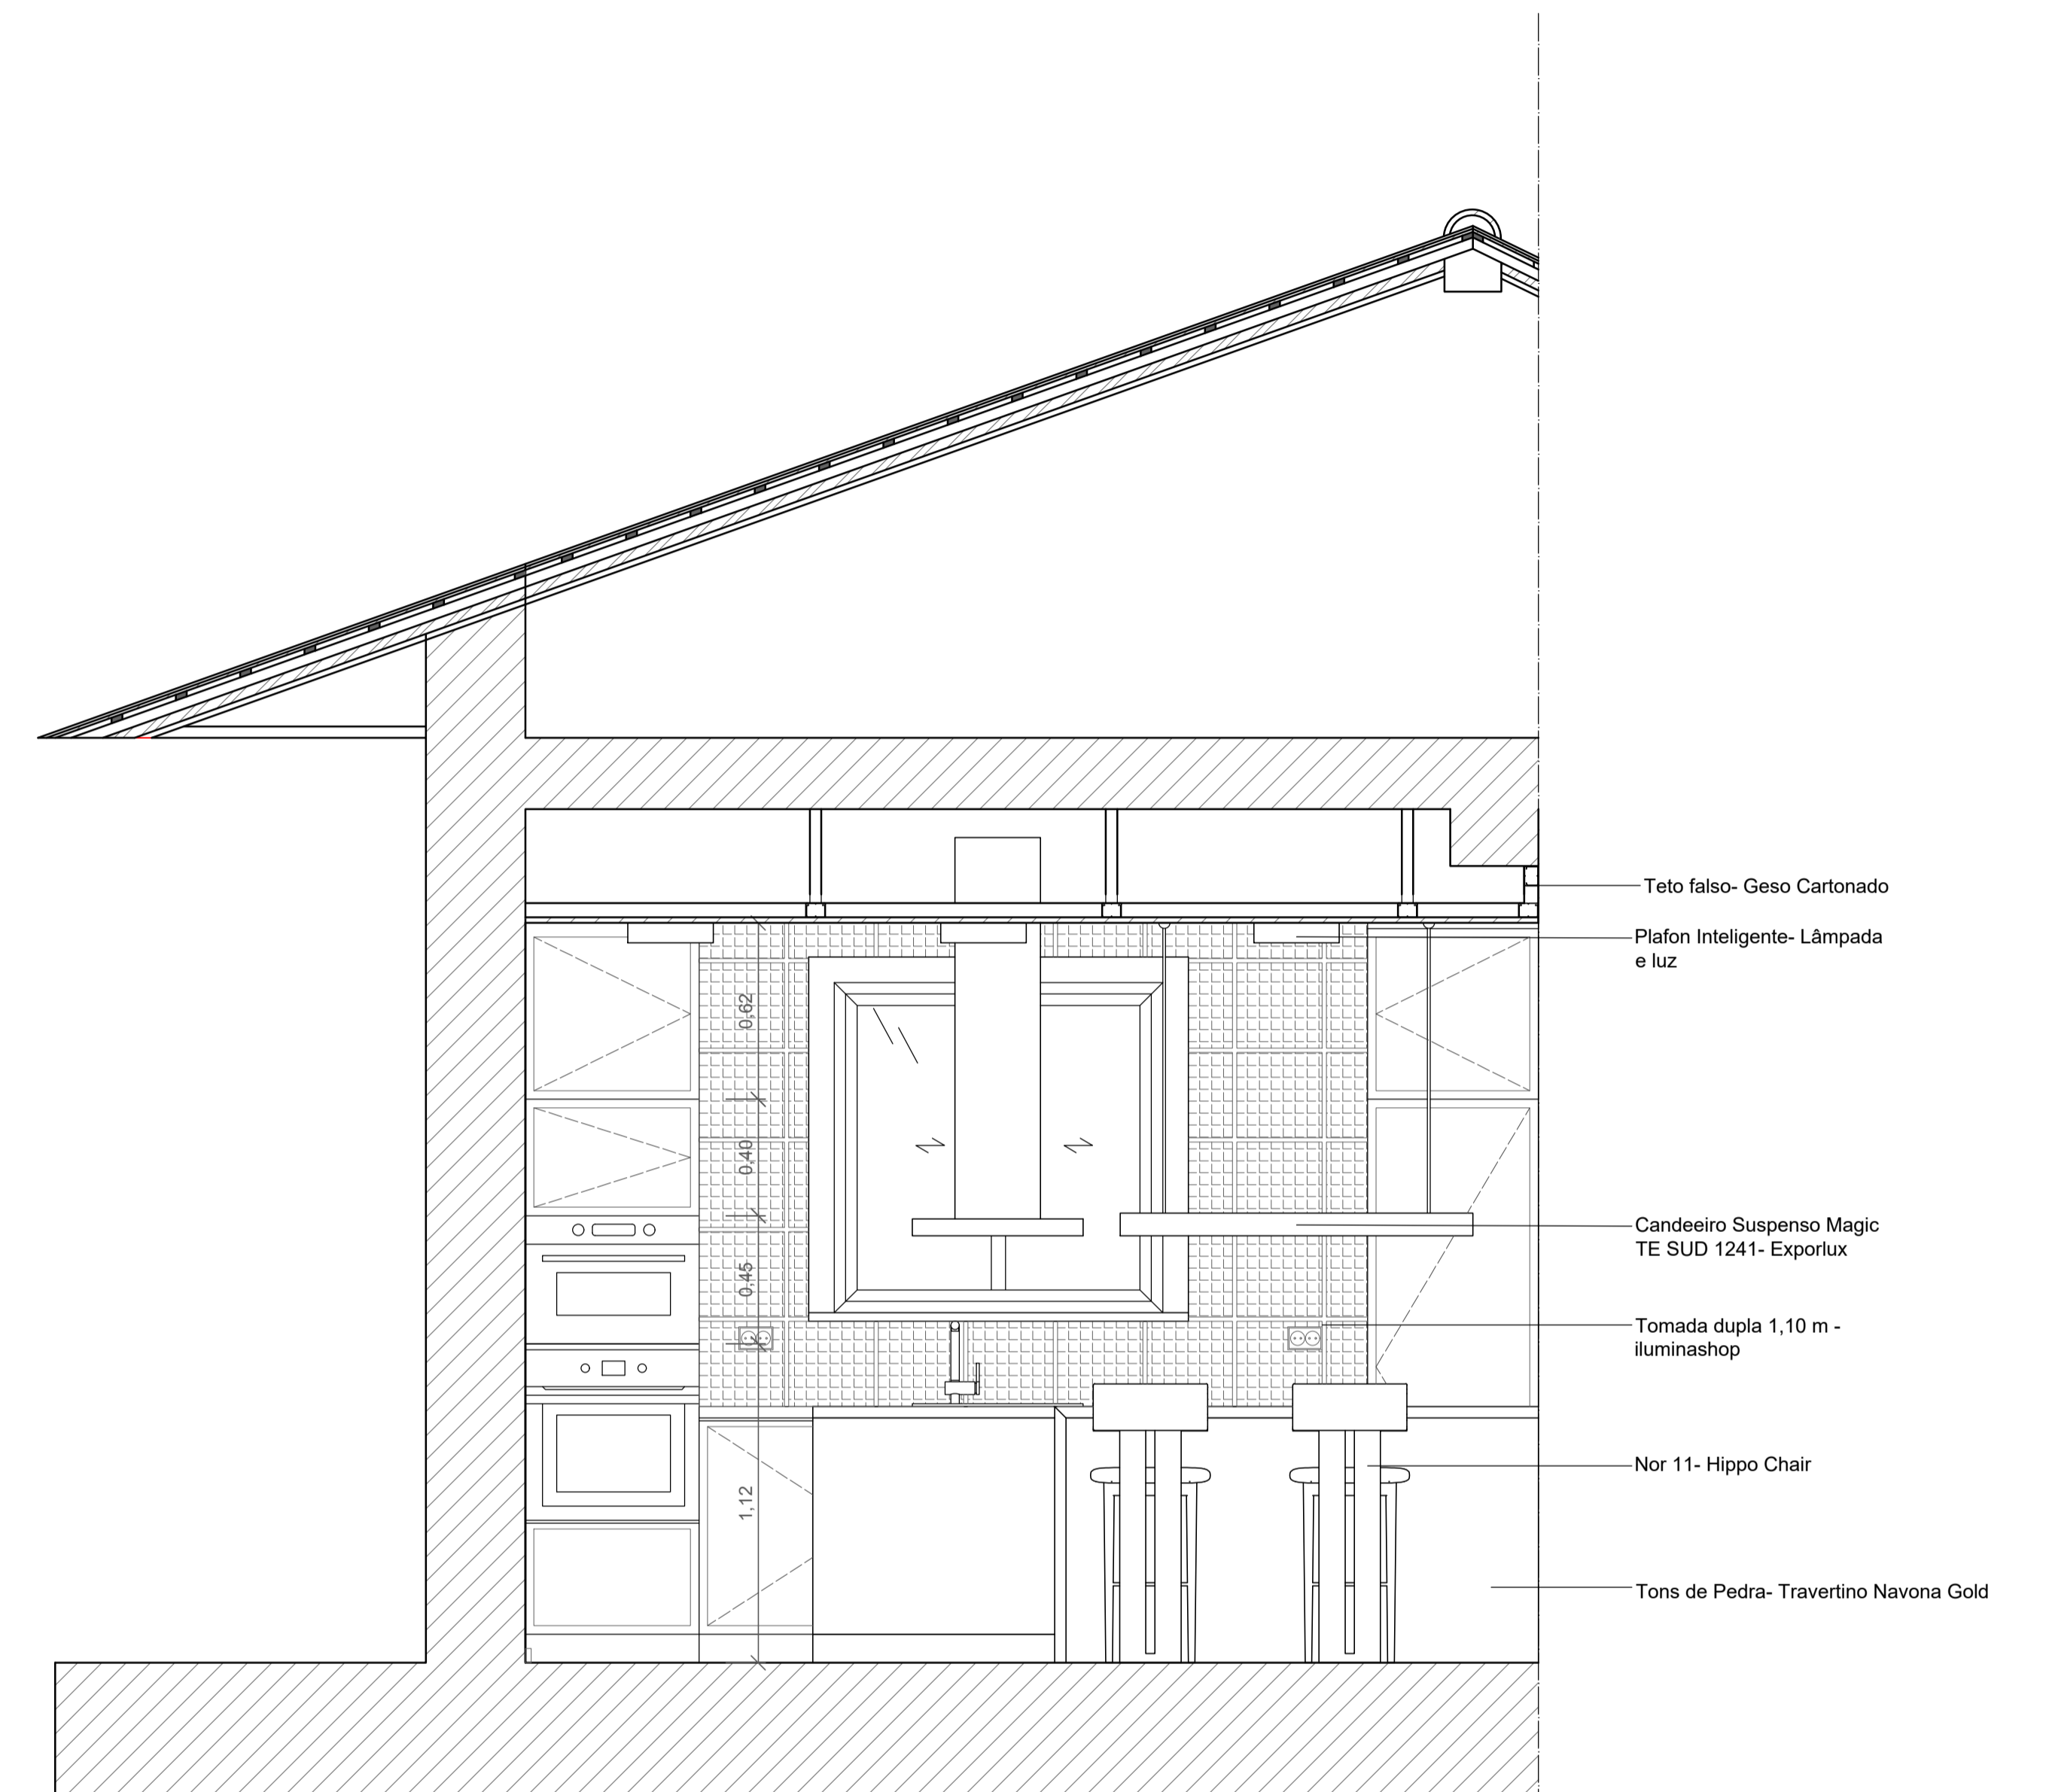 Teto falso- Geso Cartonado
Plafon Inteligente- Lâmpada
e luz
0,62
0,40
Candeeiro Suspenso Magic
TE SUD 1241- Exporlux
0,45
Tomada dupla 1,10 m -
iluminashop
Nor 11- Hippo Chair
1,12
Tons de Pedra- Travertino Navona Gold